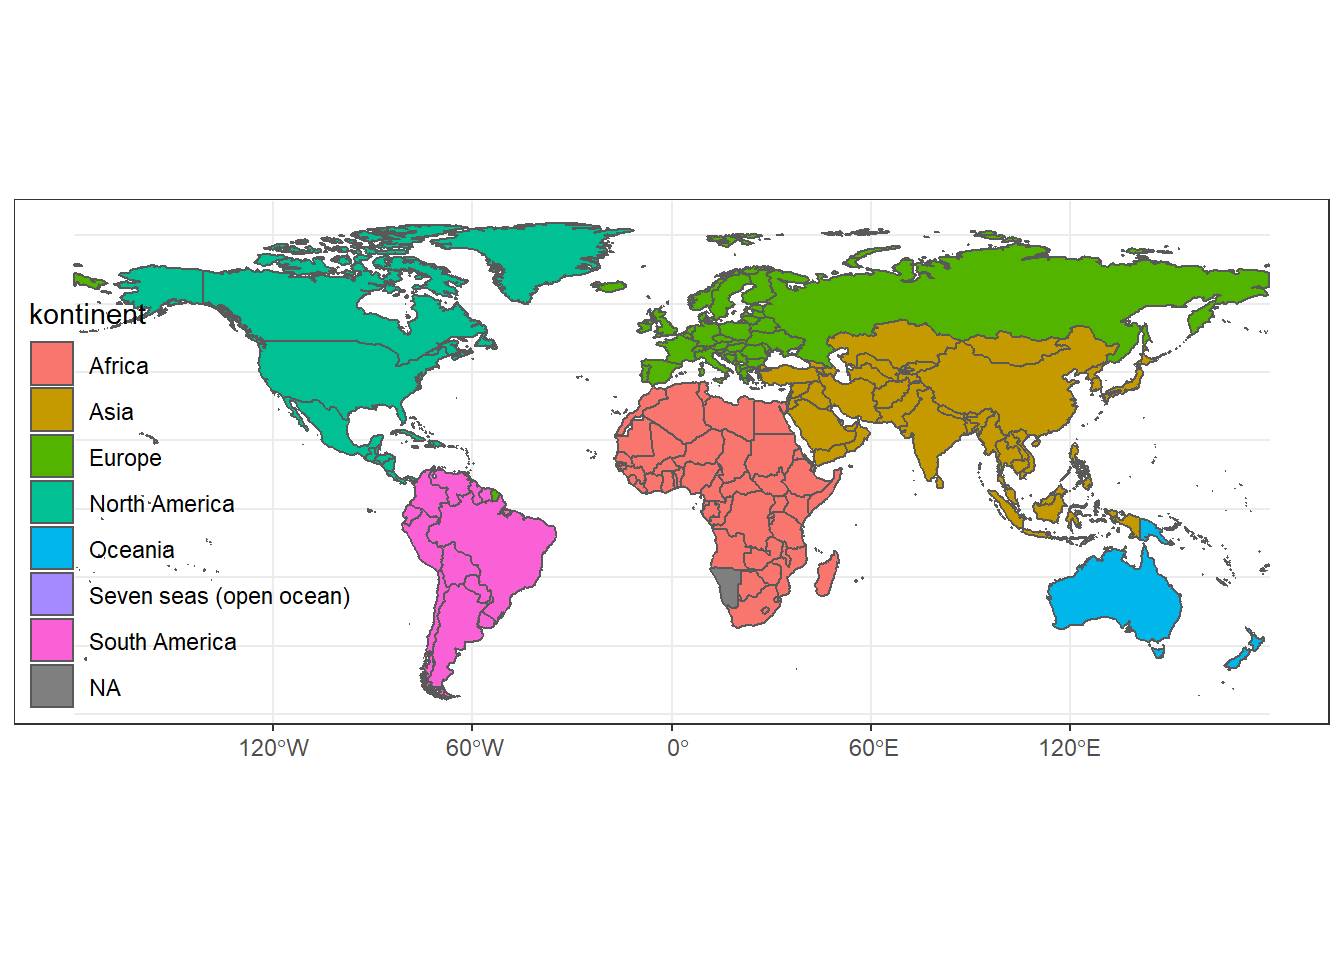 kontinent
Africa
Asia
Europe
North America
Oceania
Seven seas (open ocean)
South America
NA
120°W 60°W 0° 60°E 120°E